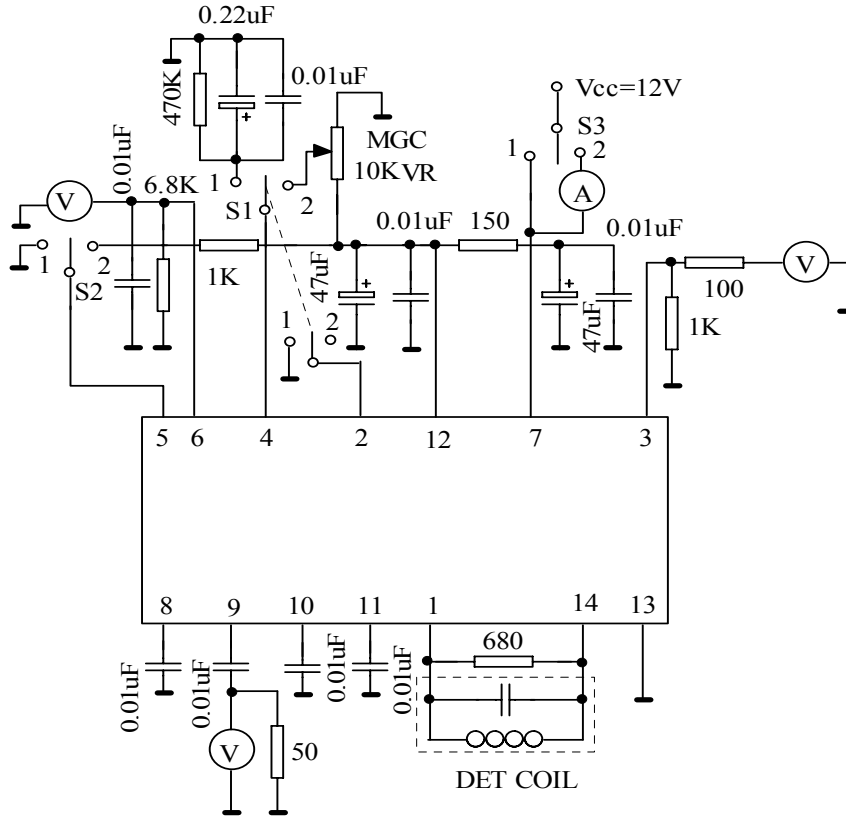 0.22uF
470K
+
0.01uF
Vcc=12V
S3
1
2
A
MGC
10K VR
0.01uF
6.8K
V
1
S1
2
0.01uF
150
0.01uF
1
S2
2
1K
47uF
+
+
47uF
100
V
1K
1
2
5
6
4
2
12
7
3
8
9
10
11
1
14
13
0.01uF
0.01uF
0.01uF
0.01uF
680
V
50
DET COIL